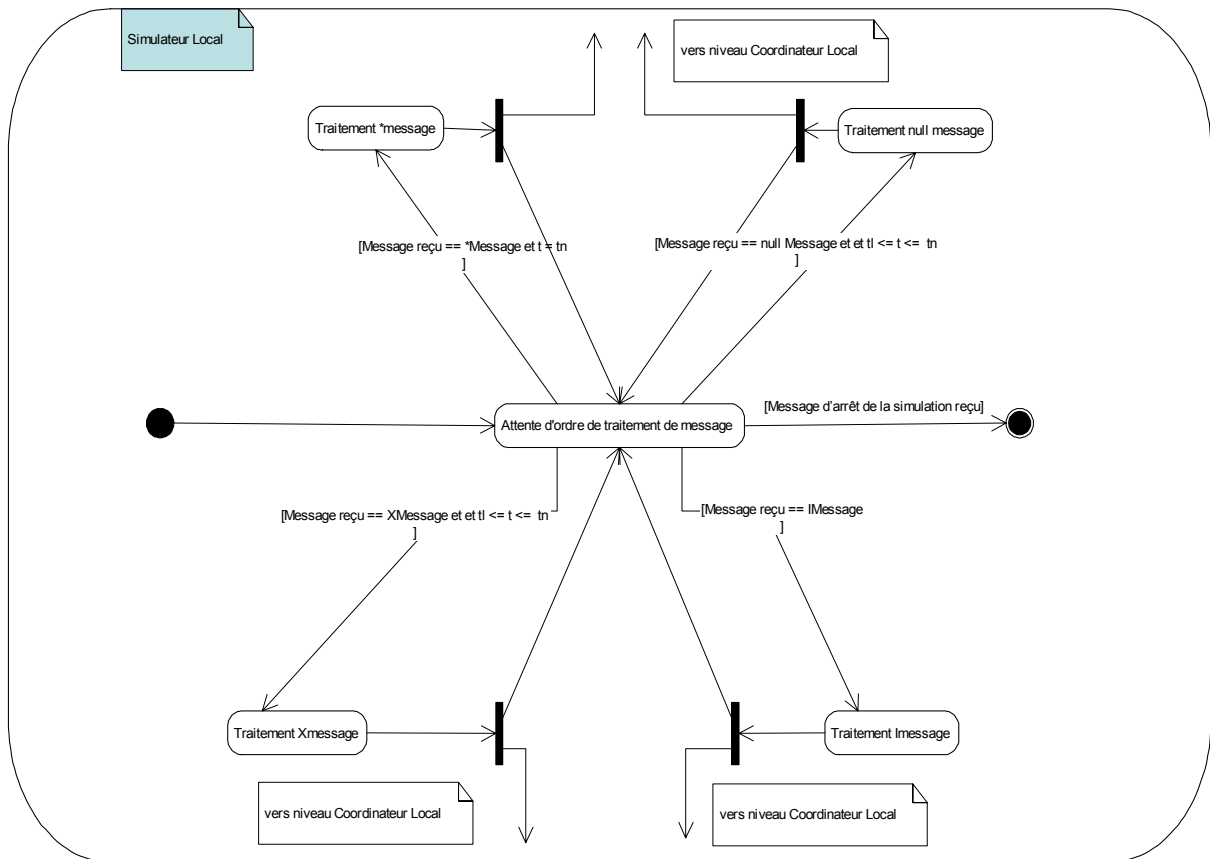 Simulateur Local
vers niveau Coordinateur Local
Traitement *message
Traitement null message
[Message reçu == *Message et t = tn
]
[Message reçu == null Message et et tl <= t <= tn
]
[Message d'arrêt de la simulation reçu]
Attente d'ordre de traitement de message
[Message reçu == XMessage et et tl <= t <= tn
]
[Message reçu == IMessage
]
Traitement Xmessage
Traitement Imessage
vers niveau Coordinateur Local
vers niveau Coordinateur Local